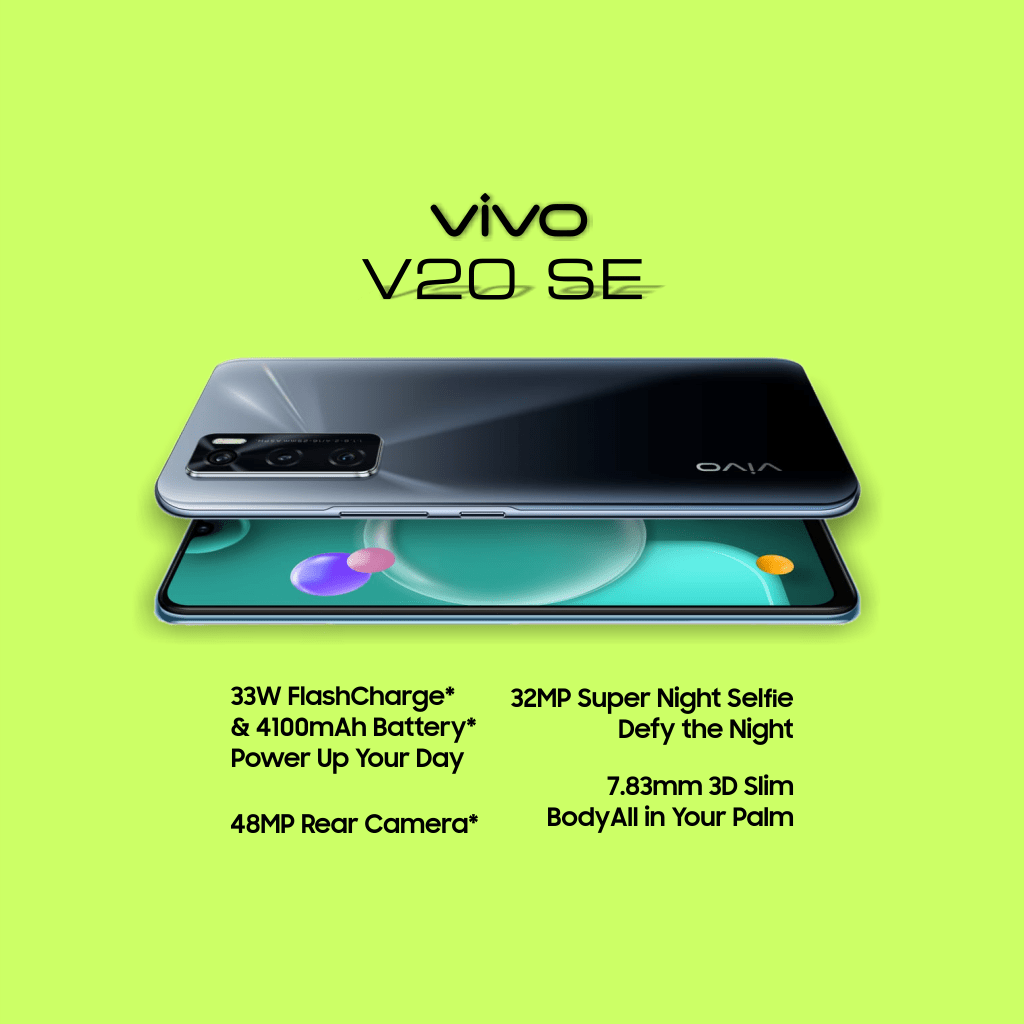 vivo
V20 SE
vivo
33W FlashCharge*
& 4100mAh Battery*
Power Up Your Day
48MP Rear Camera*
32MP Super Night Selfie
Defy the Night
7.83mm 3D Slim
BodyAll in Your Palm